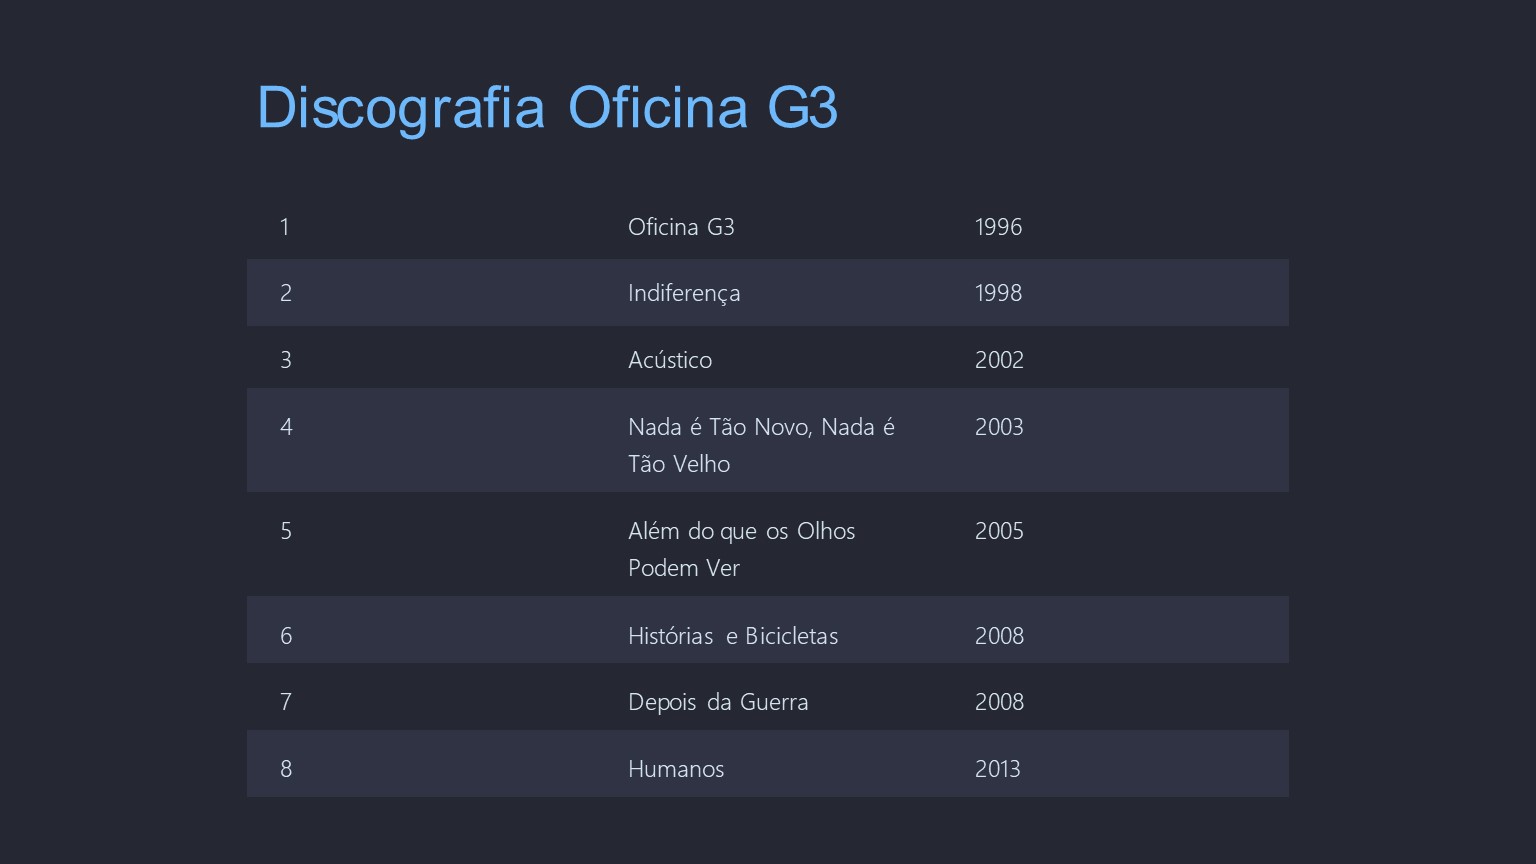 Discografia Oficina G3
1 Oficina G3 1996
2 Indiferença 1998
3 Acústico 2002
4 Nada é Tão Novo, Nada é 2003
Tão Velho
5 Além do que os Olhos 2005
Podem Ver
6 Histórias e Bicicletas 2008
7 Depois da Guerra 2008
8 Humanos 2013